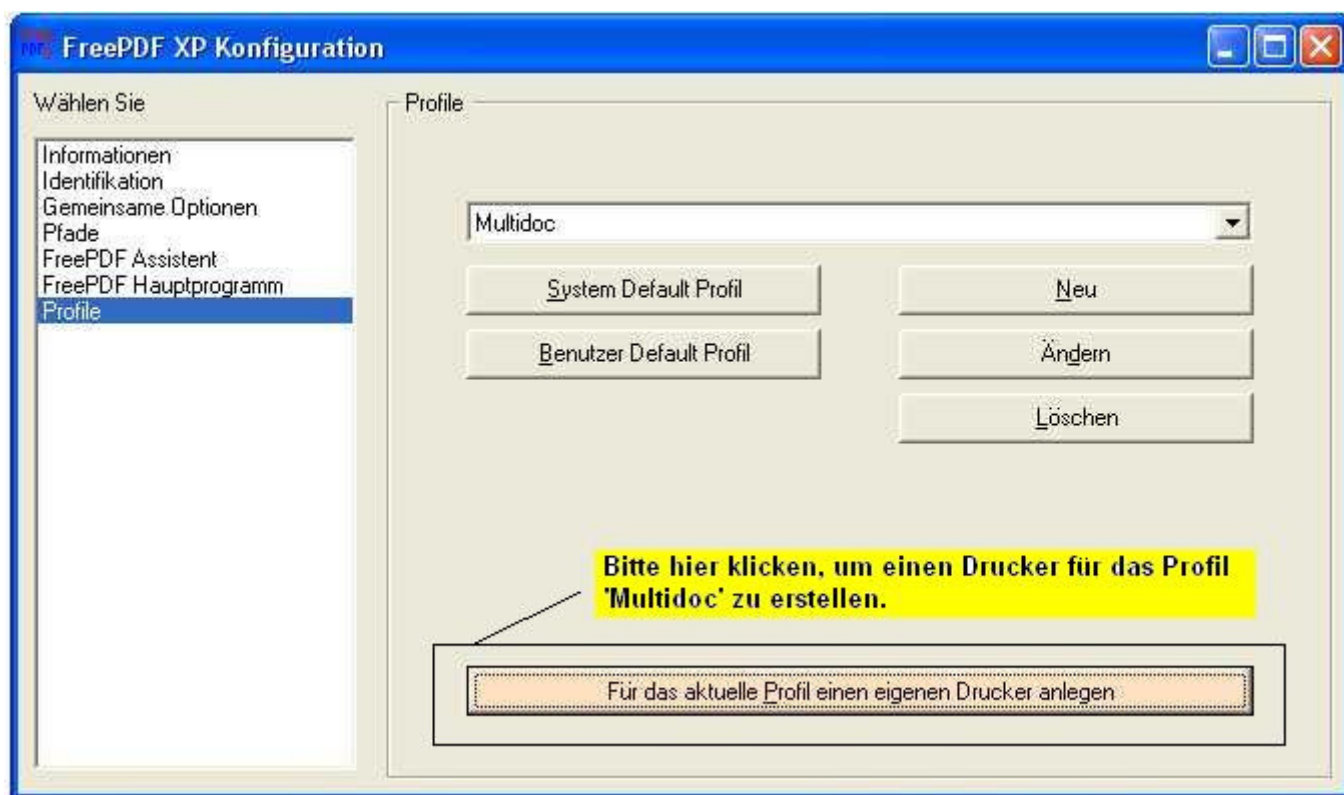 FreePDF XP Konfiguration
Wählen Sie
Informationen
Identifikation
Gemeinsame Optionen
Pfade
FreePDF Assistent
FreePDF Hauptprogramm
Profile
Profile
Multidoc
System Default Profil
Neu
Benutzer Default Profil
Ändern
Löschen
Bitte hier klicken, um einen Drucker für das Profil
'Multidoc' zu erstellen.
Für das aktuelle Profil einen eigenen Drucker anlegen